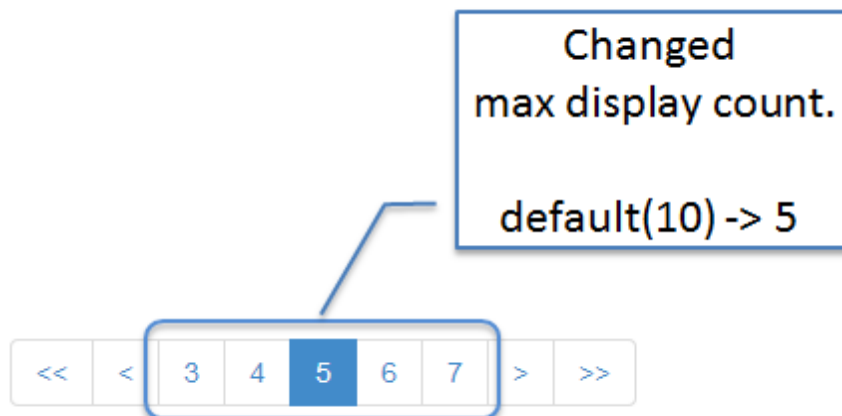 Changed
max display count.
default(10) -> 5
<< < 3 4 5 6 7 > >>